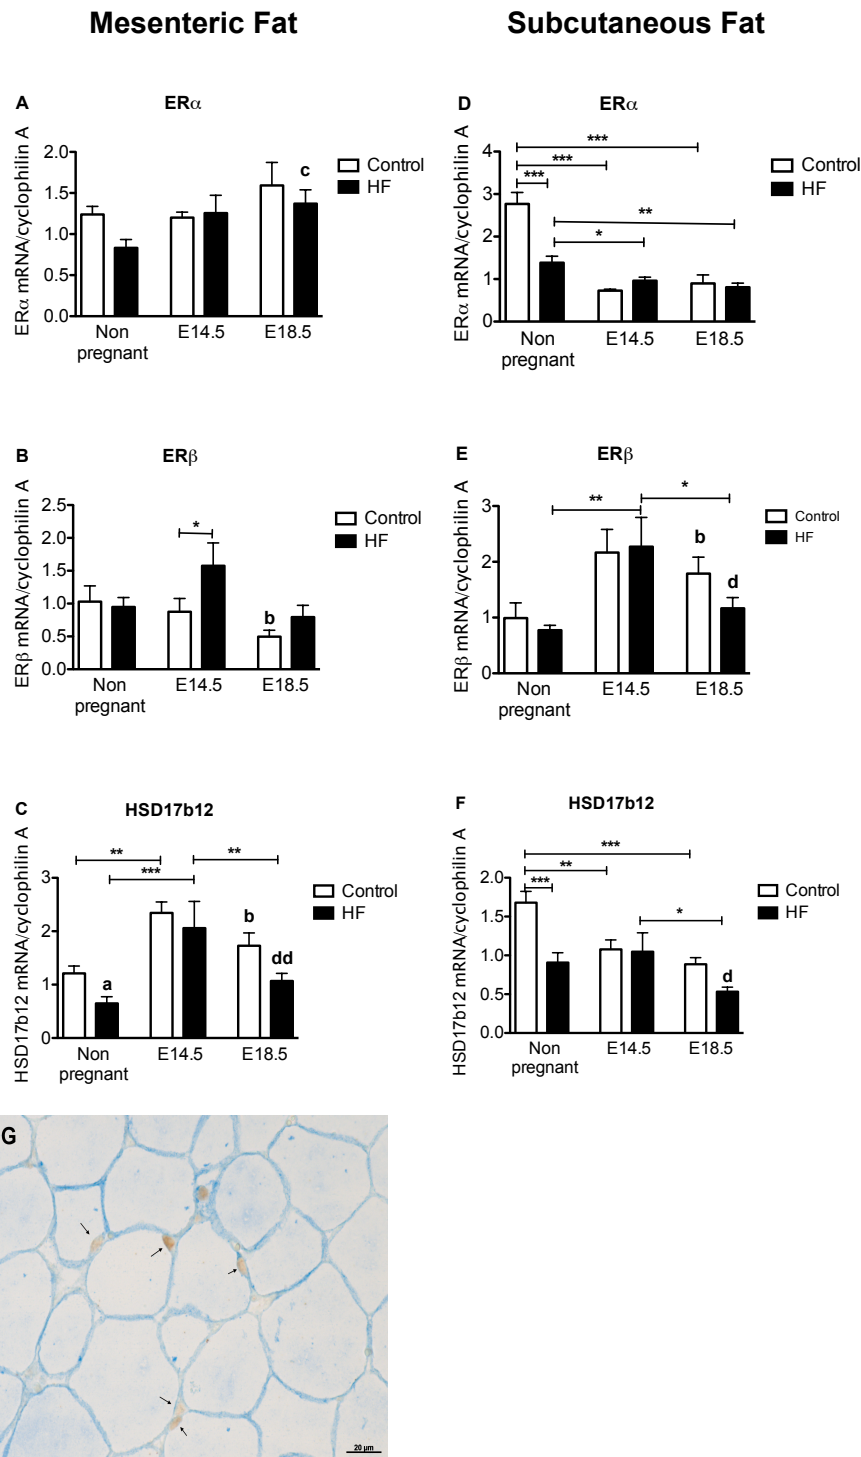 Mesenteric Fat
Subcutaneous Fat
A
ERα
ERα mRNA/cyclophilin A
2.0
1.5
1.0
0.5
0.0
c
Control
HF
Non pregnant
E14.5
E18.5
D
ERα
ERα mRNA/cyclophilin A
4
3
2
1
0
***
***
***
**
*
Control
HF
Non pregnant
E14.5
E18.5
B
ERβ
ERβ mRNA/cyclophilin A
2.5
2.0
1.5
1.0
0.5
0.0
*
b
Control
HF
Non pregnant
E14.5
E18.5
E
ERβ
ERβ mRNA/cyclophilin A
3
2
1
0
**
*
b
d
Control
HF
Non pregnant
E14.5
E18.5
C
HSD17b12
HSD17b12 mRNA/cyclophilin A
3
2
1
0
**
***
**
a
b
dd
Control
HF
Non pregnant
E14.5
E18.5
F
HSD17b12
HSD17b12 mRNA/cyclophilin A
2.0
1.5
1.0
0.5
0.0
***
**
***
*
d
Control
HF
Non pregnant
E14.5
E18.5
G
20 μm